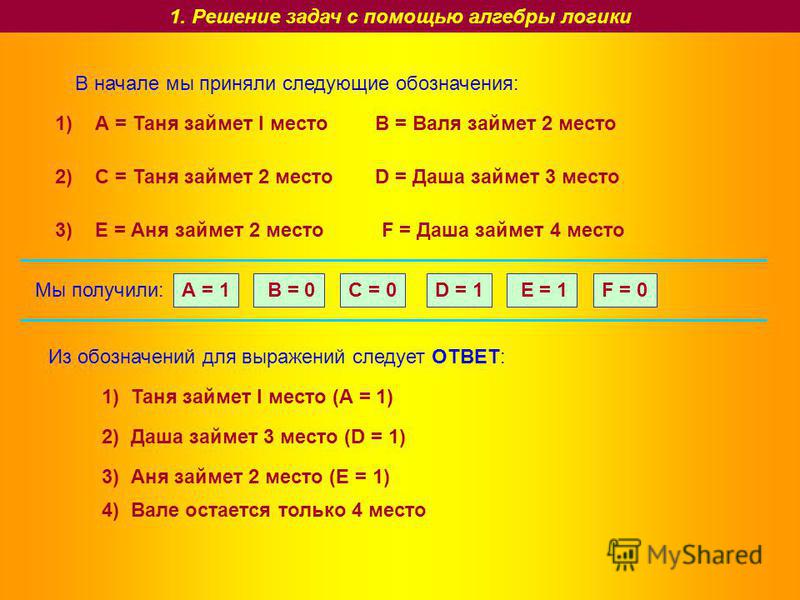 1. Решение задач с помощью алгебры логики
В начале мы приняли следующие обозначения:
1) А = Таня займет I место В = Валя займет 2 место
2) С = Таня займет 2 место D = Даша займет 3 место
3) Е = Аня займет 2 место F = Даша займет 4 место
Мы получили: А = 1 В = 0 С = 0 D = 1 Е = 1 F = 0
Из обозначений для выражений следует ОТВЕТ:
1) Таня займет I место (А = 1)
2) Даша займет 3 место (D = 1)
3) Аня займет 2 место (Е = 1)
4) Вале остается только 4 место
MyShared